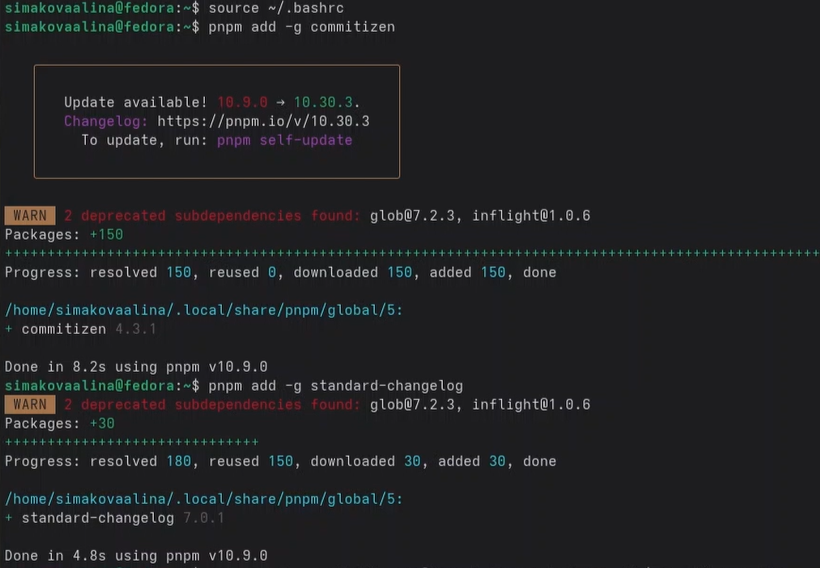 simakovaalina@fedora:~$ source ~/.bashrc
simakovaalina@fedora:~$ pnpm add -g commitizen
Update available! 10.9.0 → 10.30.3.
Changelog: https://pnpm.io/v/10.30.3
To update, run: pnpm self-update
WARN 2 deprecated subdependencies found: glob@7.2.3, inflight@1.0.6
Packages: +150
++++++++++++++++++++++++++++++++++++++++++++++++++++++++++++++++++++++++++++++++++++++++++++++++
Progress: resolved 150, reused 0, downloaded 150, added 150, done
/home/simakovaalina/.local/share/pnpm/global/5:
+ commitizen 4.3.1
Done in 8.2s using pnpm v10.9.0
simakovaalina@fedora:~$ pnpm add -g standard-changelog
WARN 2 deprecated subdependencies found: glob@7.2.3, inflight@1.0.6
Packages: +30
++++++++++++++++++++++++++++++
Progress: resolved 180, reused 150, downloaded 30, added 30, done
/home/simakovaalina/.local/share/pnpm/global/5:
+ standard-changelog 7.0.1
Done in 4.8s using pnpm v10.9.0